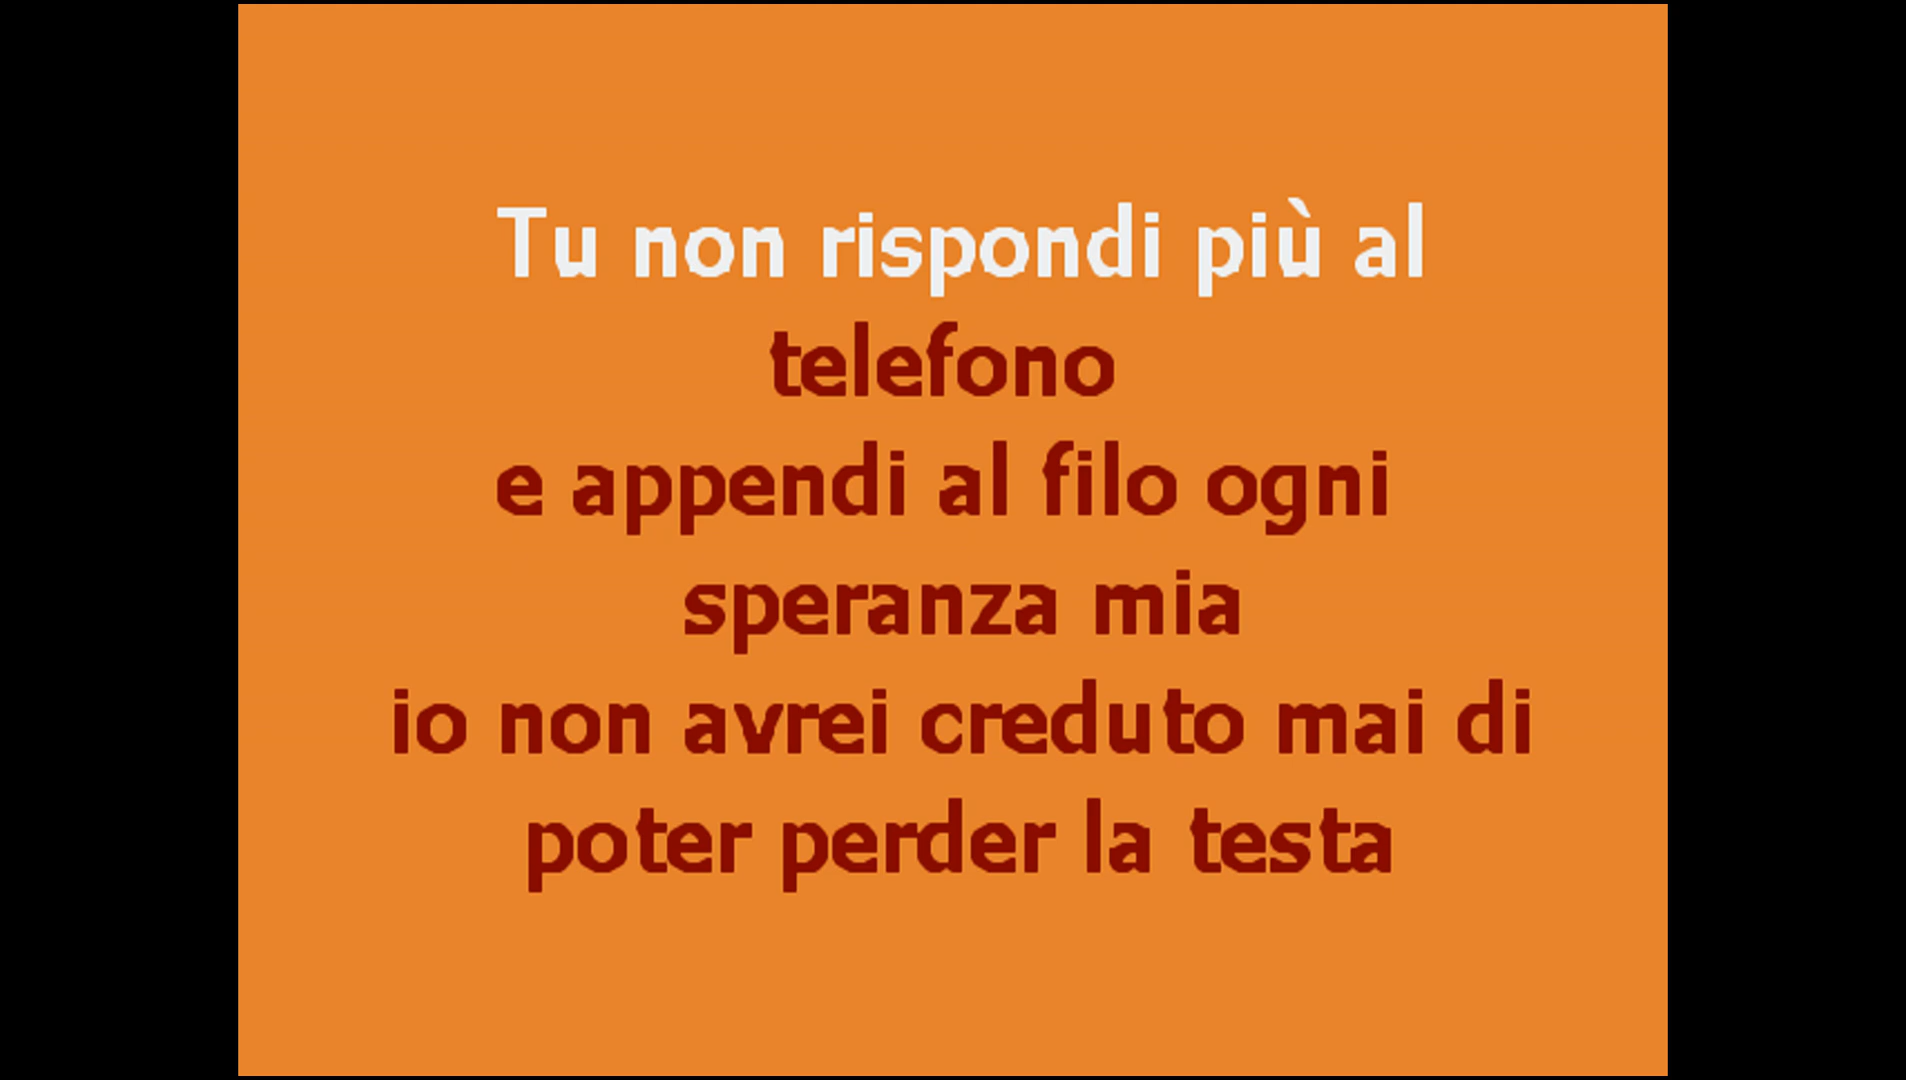 Tu non rispondi più al
telefono
e appendi al filo ogni
speranza mia
io non avrei creduto mai di
poter perder la testa